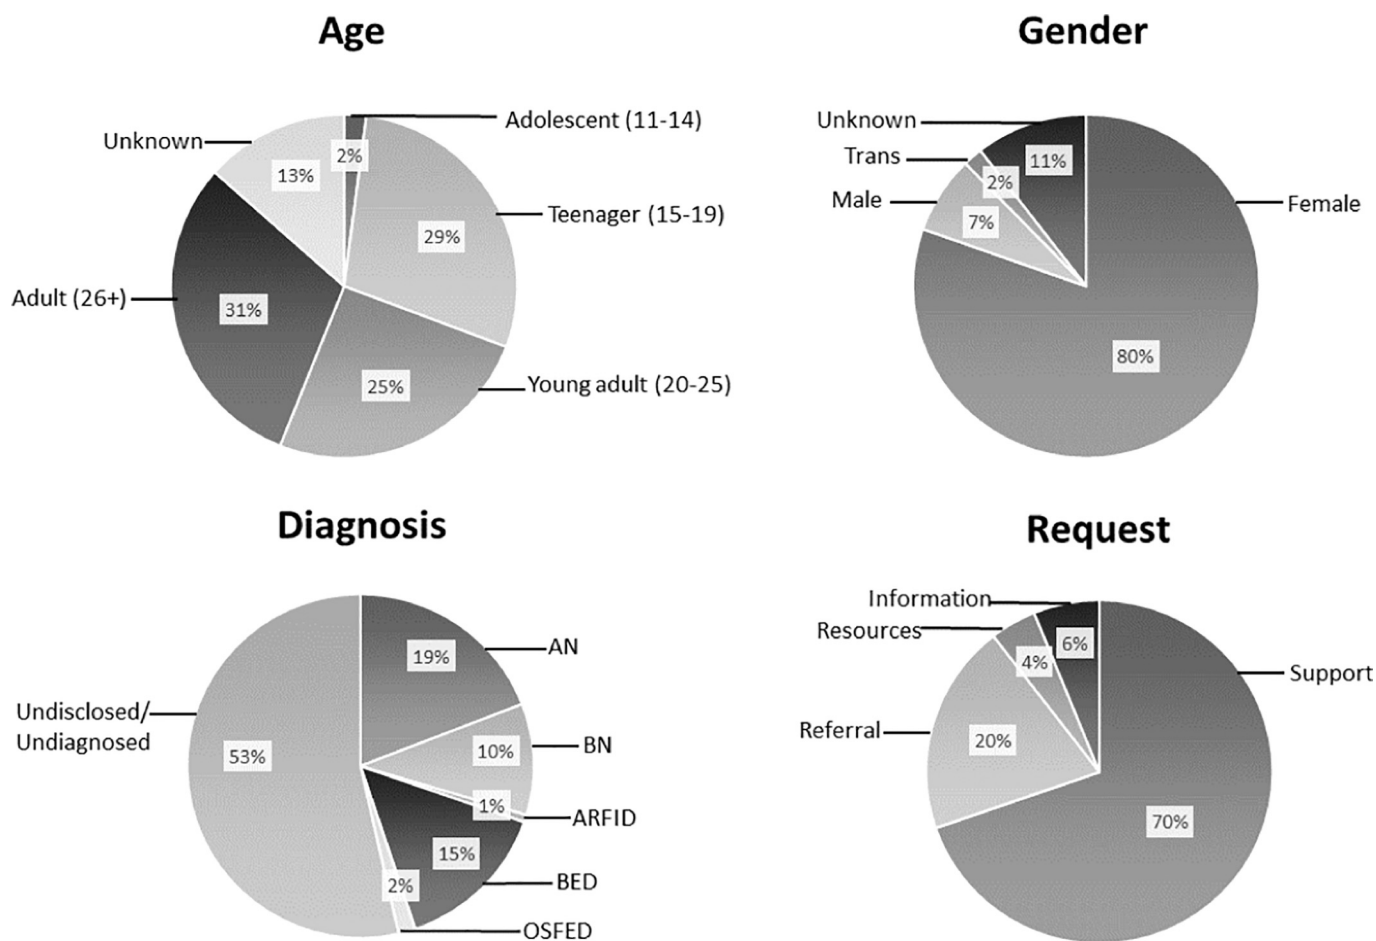 Age
Adolescent (11-14)
Unknown
2%
13%
Teenager (15-19)
29%
Adult (26+)
31%
25%
Young adult (20-25)
Gender
Unknown
11%
Trans
2%
Male
7%
Female
80%
Diagnosis
AN
19%
Undisclosed/
Undiagnosed
53%
10%
BN
1%
ARFID
15%
BED
2%
OSFED
Request
Information
Resources
6%
4%
Support
Referral
20%
70%